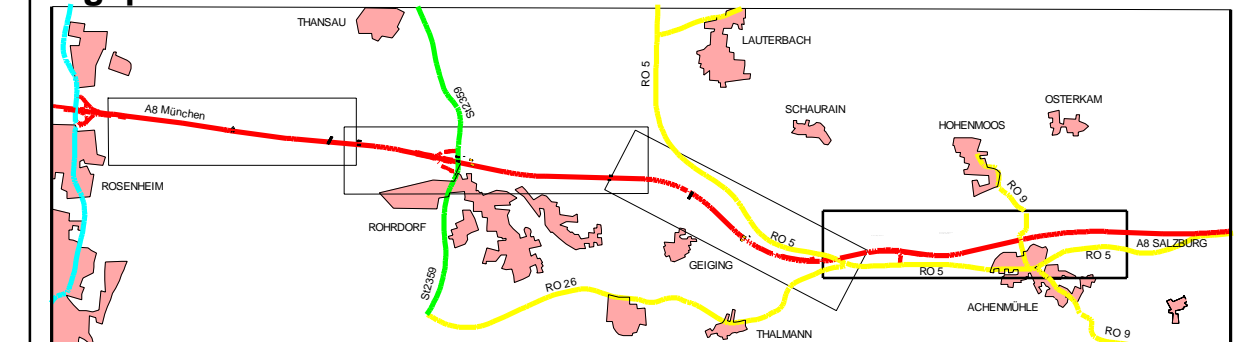 THANSAU
LAUTERBACH
RO 5
St2359
A8 München
SCHAURAIN
OSTERKAM
HOHENMOOS
ROSENHEIM
RO 9
ROHRDORF
RO 5
A8 SALZBURG
GEIGING
RO 5
RO 5
St2359
RO 26
ACHENMÜHLE
THALMANN
RO 9